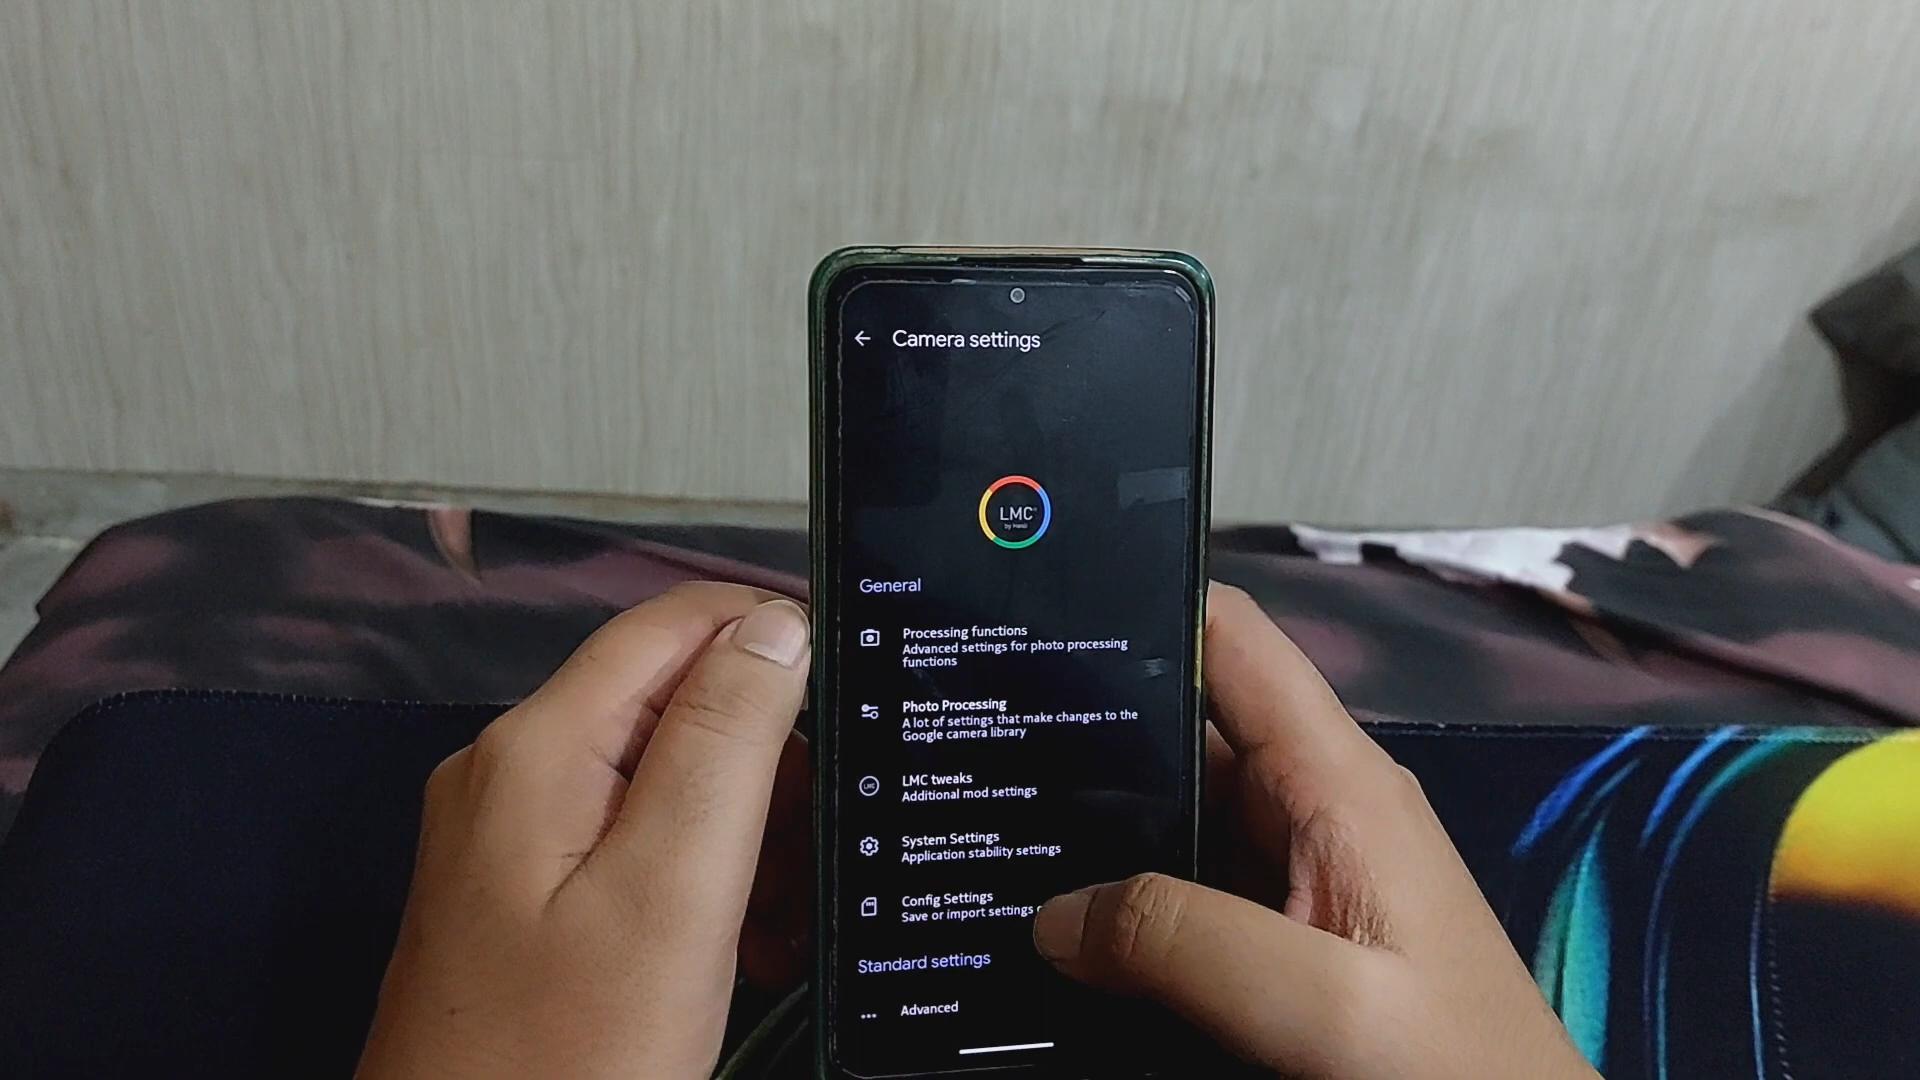 Camera settings
LMC
by Hasli
General
Processing functions
Advanced settings for photo processing
functions
Photo Processing
A lot of settings that make changes to the
Google camera library
LMC tweaks
Additional mod settings
System Settings
Application stability settings
Config Settings
Save or import settings
Standard settings
Advanced